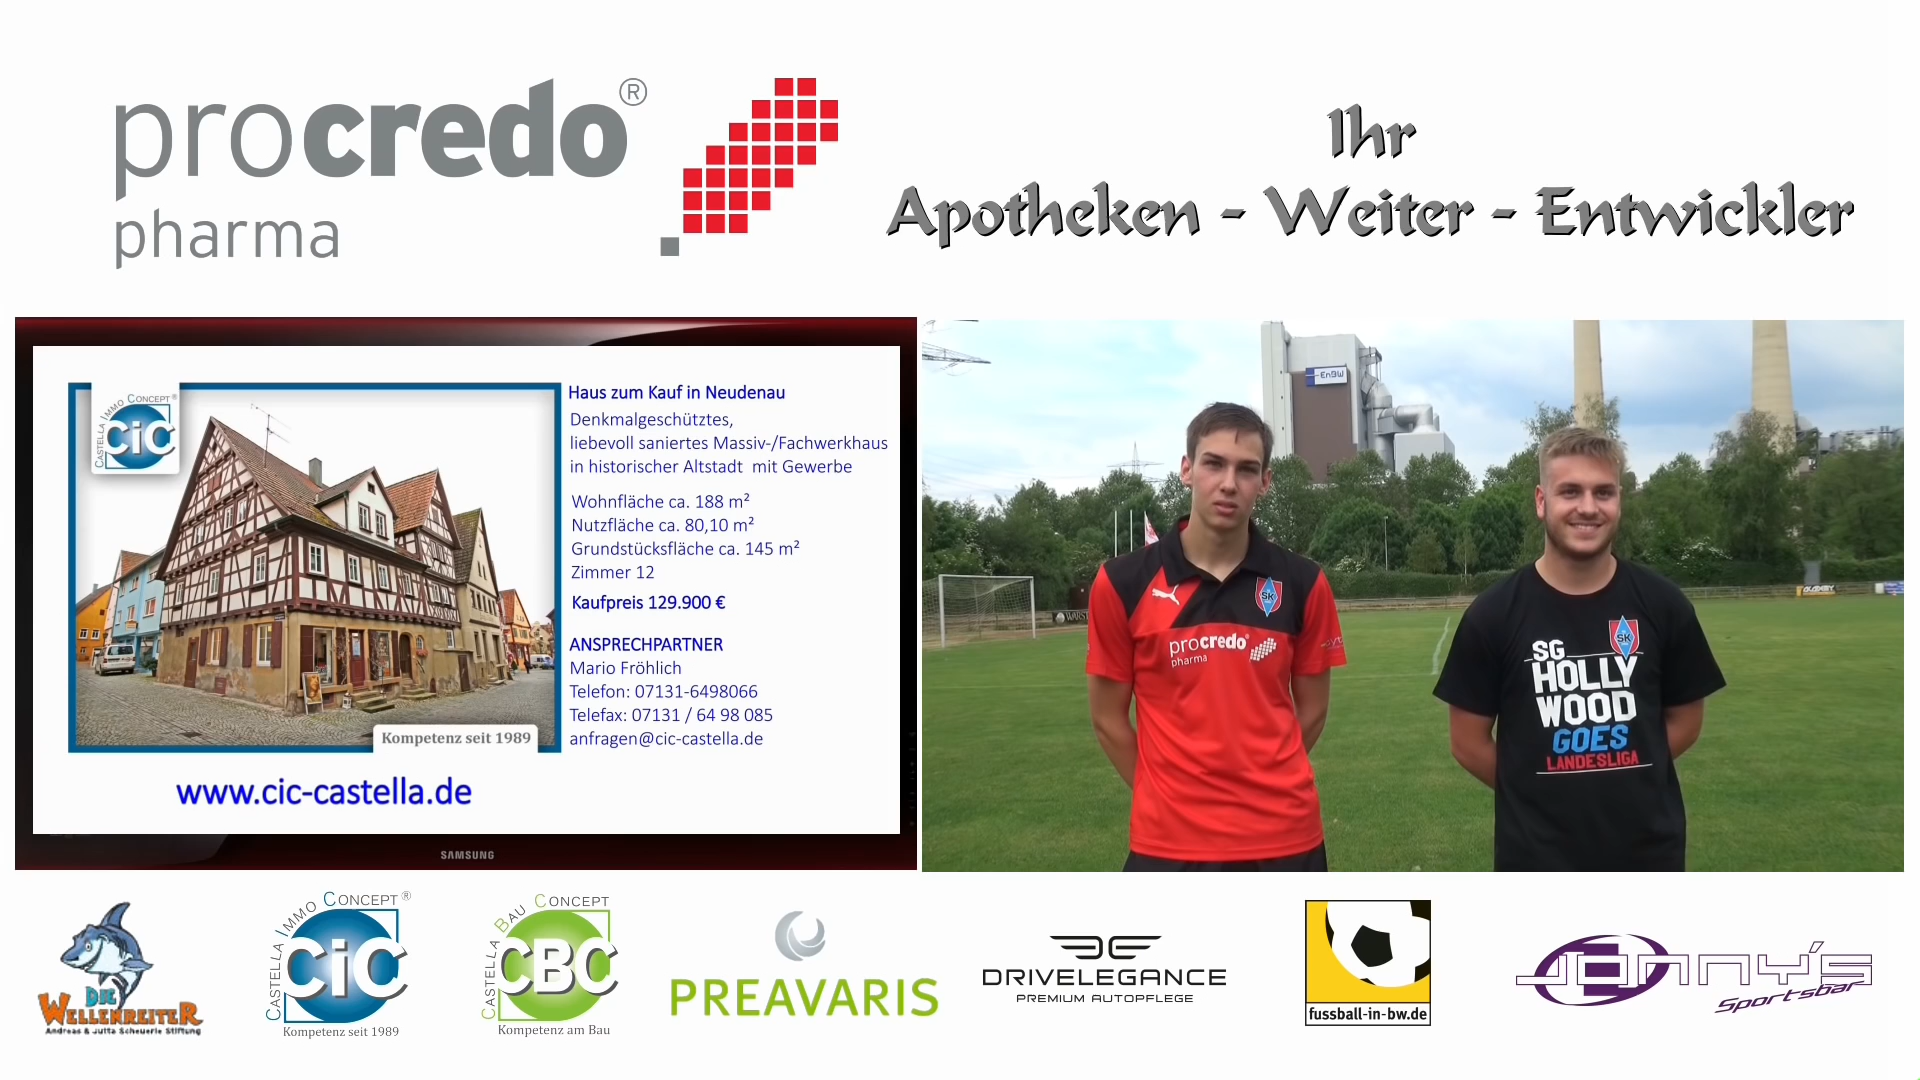 procredo®
pharma
Ihr
Apotheken - Weiter - Entwickler
CASTELLA IMMO CONCEPT®
CiC
Haus zum Kauf in Neudenau
Denkmalgeschütztes,
liebevoll saniertes Massiv-/Fachwerkhaus
in historischer Altstadt mit Gewerbe
Wohnfläche ca. 188 m²
Nutzfläche ca. 80,10 m²
Grundstücksfläche ca. 145 m²
Zimmer 12
Kaufpreis 129.900 €
ANSPRECHPARTNER
Mario Fröhlich
Telefon: 07131-6498066
Telefax: 07131 / 64 98 085
anfragen@cic-castella.de
Kompetenz seit 1989
www.cic-castella.de
SAMSUNG
EnBW
SK
procredo®
pharma
SK
SG
HOLLY
WOOD
GOES
LANDESLIGA
DIE
WELLENREITER
Andreas & Jutta Scheuerle Stiftung
CASTELLA IMMO CONCEPT®
CiC
Kompetenz seit 1989
CASTELLA BAU CONCEPT
CBC
Kompetenz am Bau
PREAVARIS
DRIVELEGANCE
PREMIUM AUTOPFLEGE
fussball-in-bw.de
JONNY'S
Sportsbar